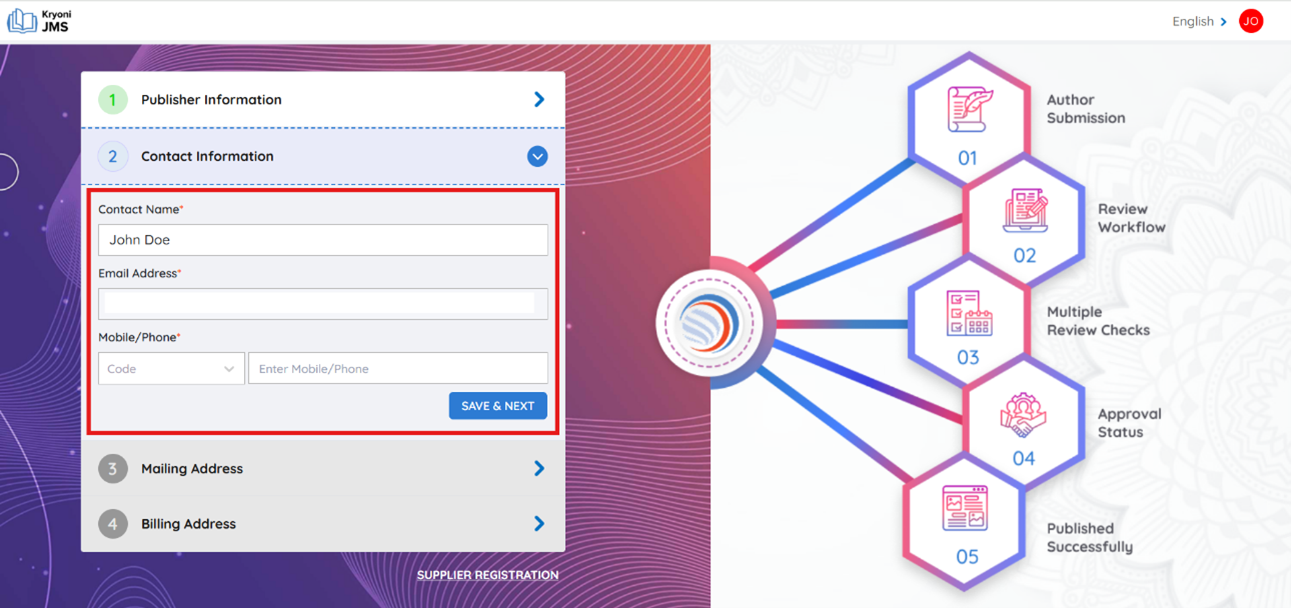 Kryoni
JMS
English
JO
1 Publisher Information
2 Contact Information
Contact Name*
John Doe
Email Address*
Mobile/Phone*
Code Enter Mobile/Phone
SAVE & NEXT
3 Mailing Address
4 Billing Address
SUPPLIER REGISTRATION
Author
Submission
01
Review
Workflow
02
Multiple
Review Checks
03
Approval
Status
04
Published
Successfully
05